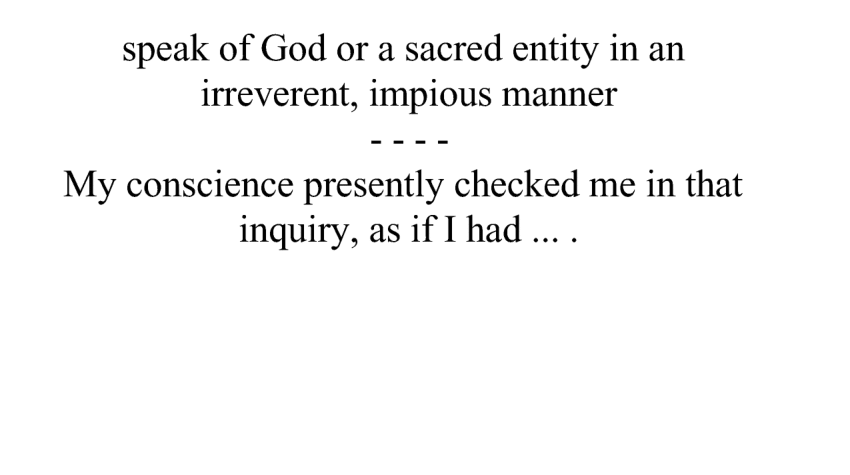 speak of God or a sacred entity in an
irreverent, impious manner
- - - -
My conscience presently checked me in that
inquiry, as if I had ... .